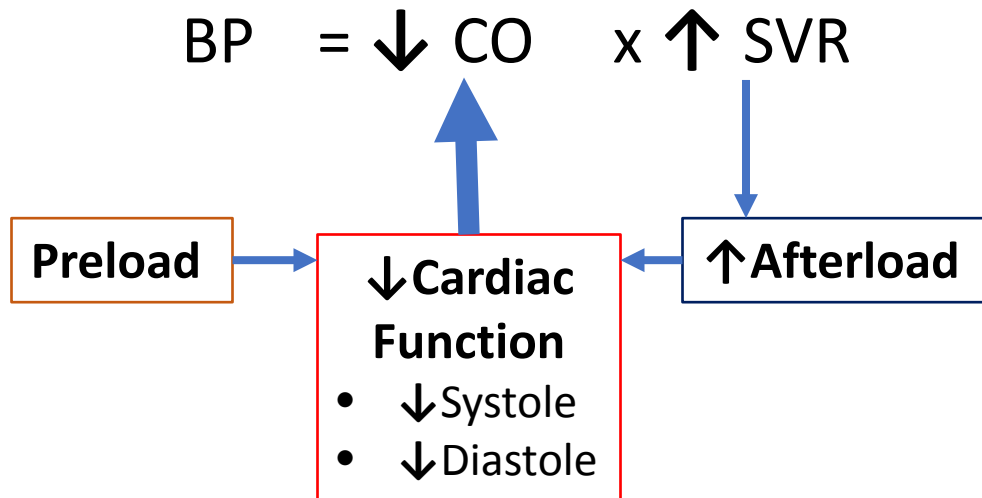 BP = ↓ CO x ↑ SVR
Preload
↓Cardiac
Function
• ↓Systole
• ↓Diastole
↑Afterload